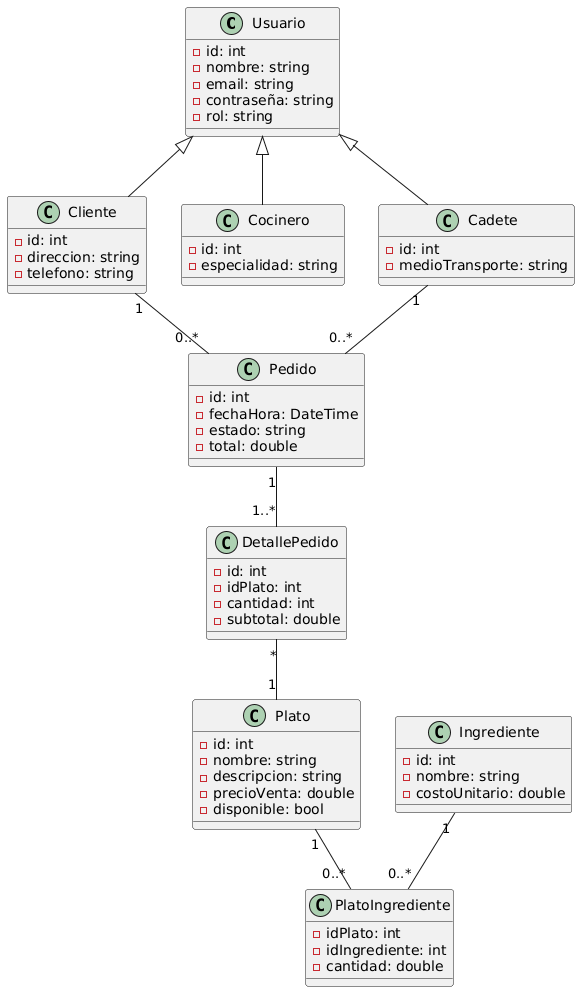 C Usuario
id: int
nombre: string
email: string
contraseña: string
rol: string
C Cliente
id: int
direccion: string
telefono: string
C Cocinero
id: int
especialidad: string
C Cadete
id: int
medioTransporte: string
1
1
0..*
0..*
C Pedido
id: int
fechaHora: DateTime
estado: string
total: double
1
1..*
C DetallePedido
id: int
idPlato: int
cantidad: int
subtotal: double
*
1
C Plato
id: int
nombre: string
descripcion: string
precioVenta: double
disponible: bool
C Ingrediente
id: int
nombre: string
costoUnitario: double
1
1
0..*
0..*
C PlatoIngrediente
idPlato: int
idIngrediente: int
cantidad: double